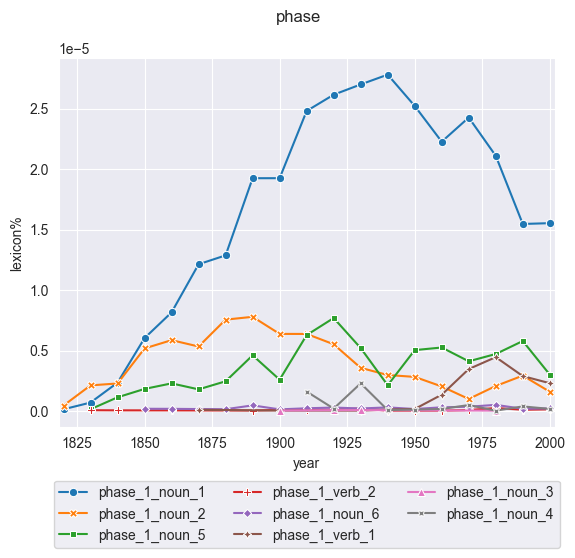 phase
1e−5
2.5
2.0
1.5
1.0
0.5
0.0
lexicon%
1825 1850 1875 1900 1925 1950 1975 2000
year
phase_1_noun_1 phase_1_verb_2 phase_1_noun_3
phase_1_noun_2 phase_1_noun_6 phase_1_noun_4
phase_1_noun_5 phase_1_verb_1